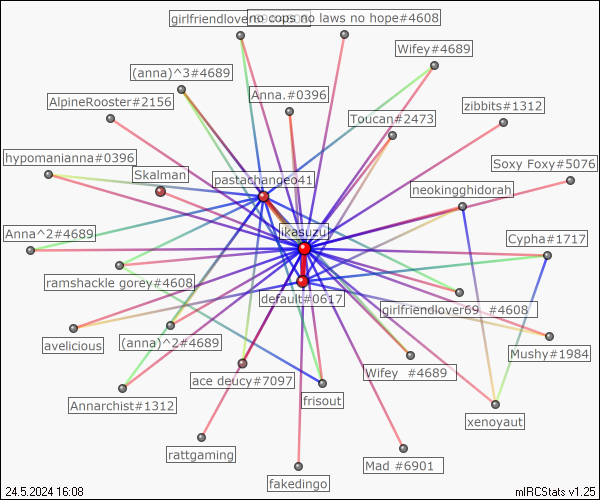 girlfriendlover
no cops no laws no hope#4608
Wifey#4689
(anna)^3#4689
AlpineRooster#2156
Anna.#0396
Toucan#2473
zibbits#1312
hypomanianna#0396
Skalman
pastachangeo41
neokingghidorah
Soxy Foxy#5076
Anna^2#4689
likasuzu
Cypha#1717
ramshackle gorey#4608
default#0617
girlfriendlover69_#4608
avelicious
(anna)^2#4689
Mushy#1984
Annarchist#1312
ace deucy#7097
frisout
Wifey_#4689
xenoyaut
rattgaming
fakedingo
Mad #6901
24.5.2024 16:08
mIRCStats v1.25